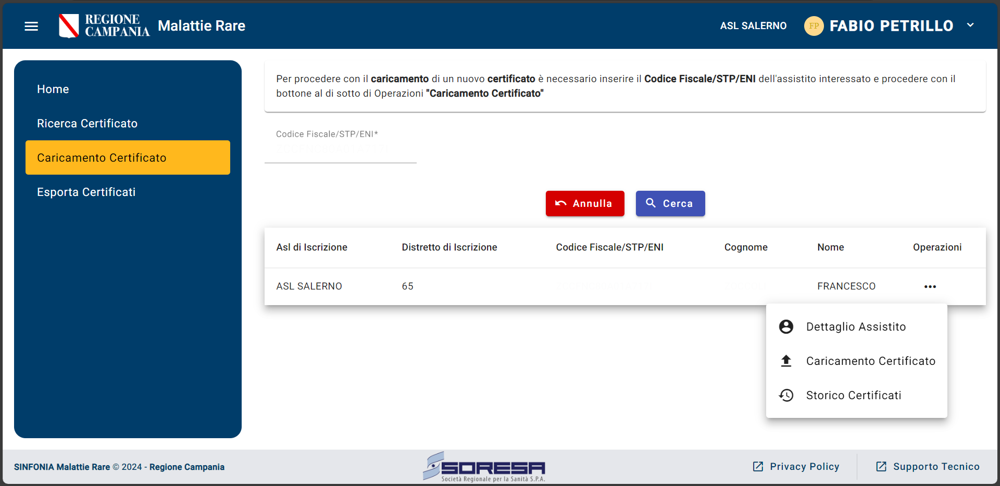 REGIONE
CAMPANIA
Malattie Rare
ASL SALERNO
FP
FABIO PETRILLO
Home
Ricerca Certificato
Caricamento Certificato
Esporta Certificati
Per procedere con il caricamento di un nuovo certificato è necessario inserire il Codice Fiscale/STP/ENI dell'assistito interessato e procedere con il
bottone al di sotto di Operazioni "Caricamento Certificato"
Codice Fiscale/STP/ENI*
Annulla
Cerca
Asl di Iscrizione Distretto di Iscrizione Codice Fiscale/STP/ENI Cognome Nome Operazioni
ASL SALERNO 65 FRANCESCO
Dettaglio Assistito
Caricamento Certificato
Storico Certificati
SINFONIA Malattie Rare © 2024 - Regione Campania
SORESA
Società Regionale per la Sanità S.P.A.
Privacy Policy
Supporto Tecnico